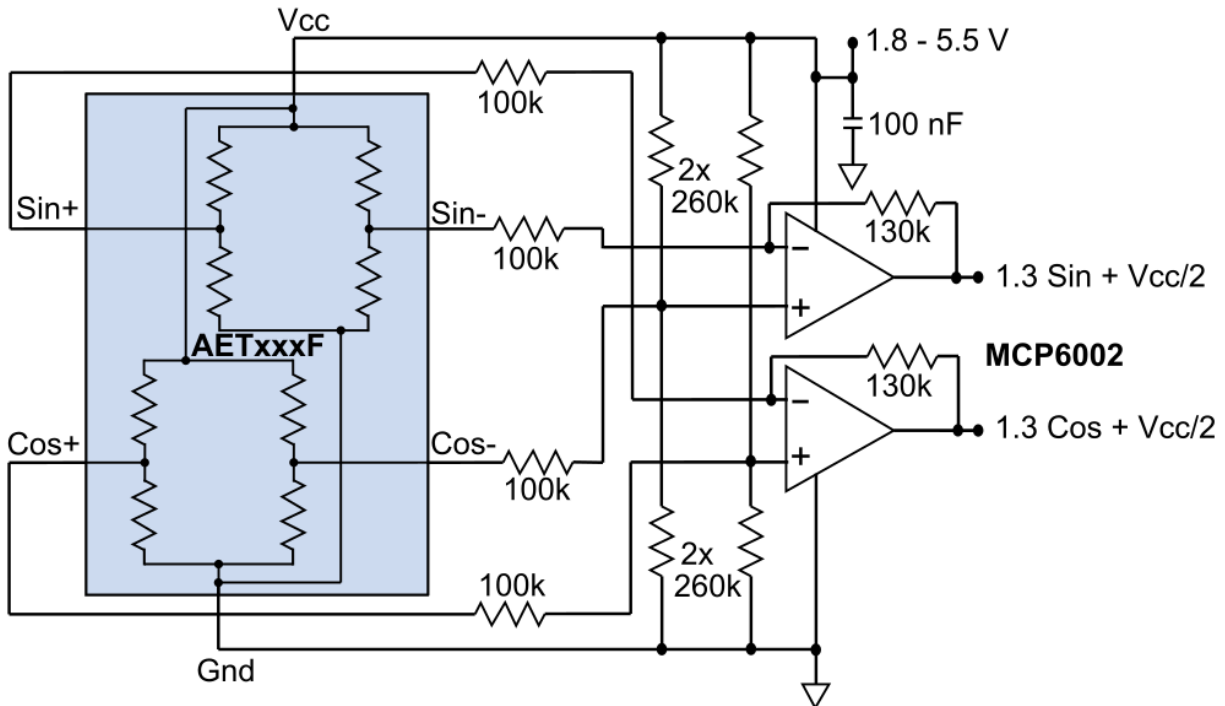 Vcc
1.8 - 5.5 V
100k
100 nF
2x
260k
Sin+
Sin-
100k
130k
1.3 Sin + Vcc/2
AETxxxF
MCP6002
130k
Cos+
Cos-
100k
1.3 Cos + Vcc/2
2x
260k
100k
Gnd
−
+
−
+